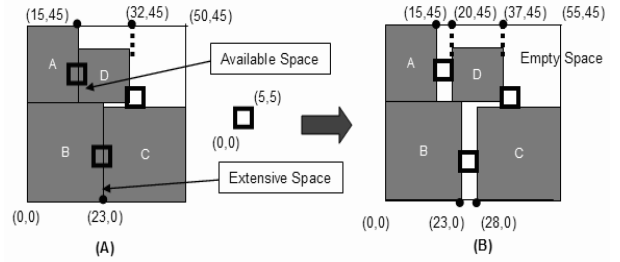 (15,45) (32,45) (50,45)
(15,45) (20,45) (37,45) (55,45)
A
D
Available Space
A
D
Empty Space
(5,5)
B
C
(0,0)
B
C
Extensive Space
(0,0)
(23,0)
(0,0)
(23,0) (28,0)
(A)
(B)